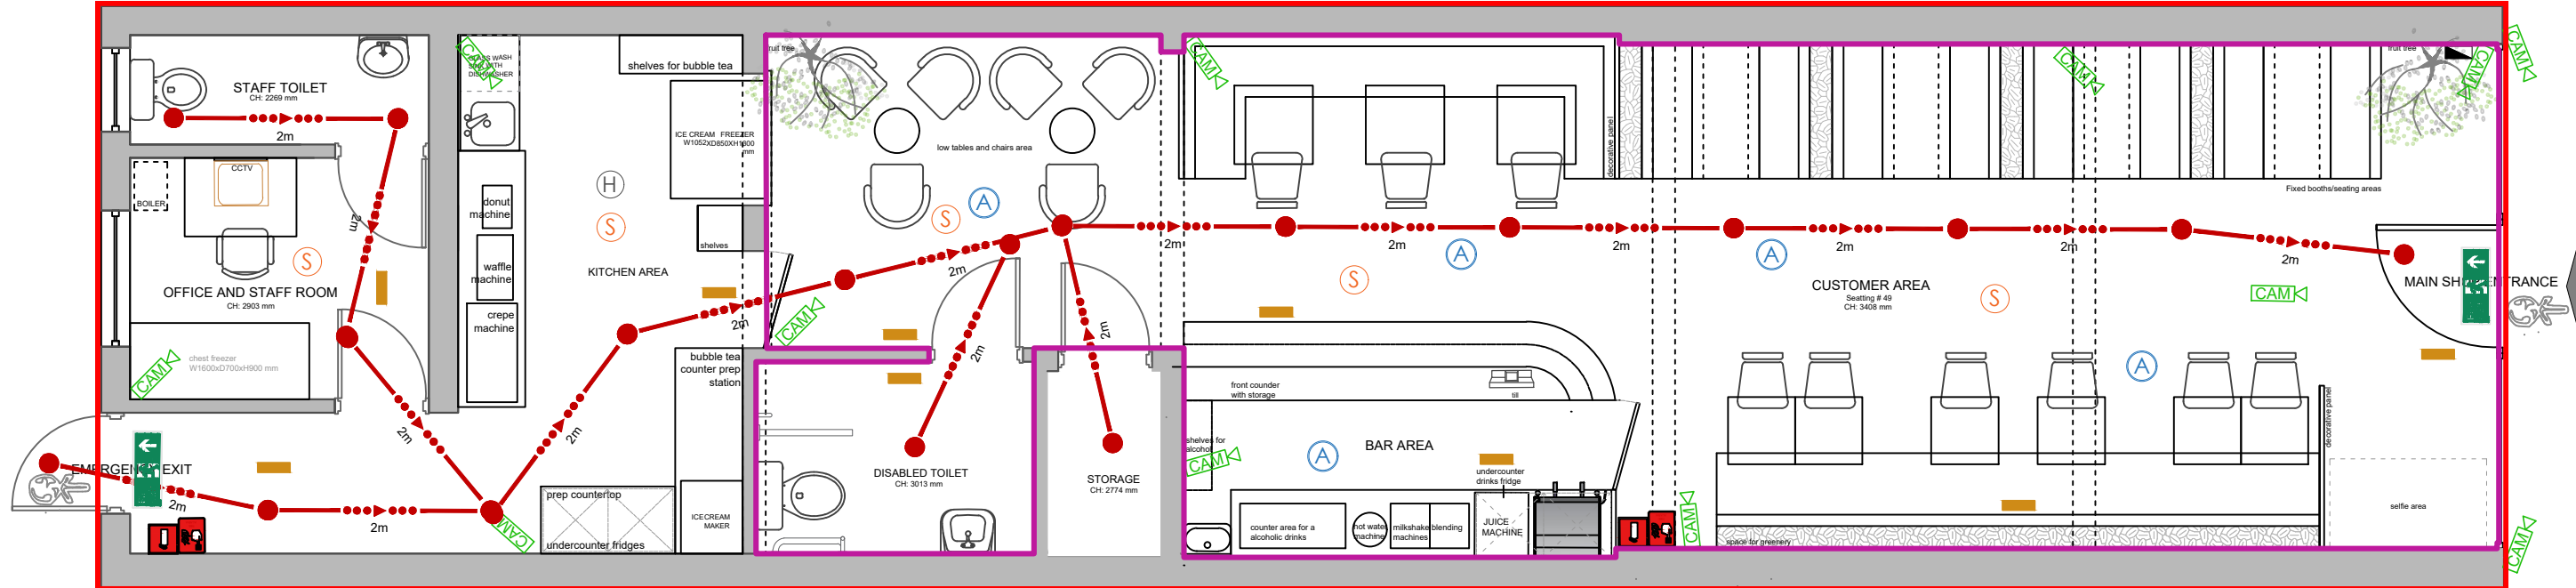 STAFF TOILET
CH: 2269 mm
2m
2m
CCTV
BOILER
OFFICE AND STAFF ROOM
CH: 2903 mm
chest freezer
W1600xD700xH900 mm
CAM
EMERGENCY EXIT
2m
2m
2m
CAM
CAM
DISHWASHER
donut
machine
waffle
machine
crepe
machine
shelves for bubble tea
ICE CREAM FREEZER
mm
H
S
S
KITCHEN AREA
shelves
2m
2m
bubble tea
counter prep
station
prep countertop
undercounter fridges
ICECREAM
MAKER
fruit tree
low tables and chairs area
S
A
2m
CAM
2m
2m
DISABLED TOILET
CH: 3013 mm
STORAGE
CH: 2774 mm
CAM
decorative panel
2m
2m
2m
2m
2m
2m
A
A
S
S
A
A
CUSTOMER AREA
Seating # 49
CH: 3408 mm
front counder
with storage
till
BAR AREA
shelves for
alcohol
CAM
undercounter
drinks fridge
counter area for a
alcoholic drinks
hot water
machine
milkshake
machines
blending
JUICE
MACHINE
CAM
space for greenery
decorative panel
selfie area
CAM
fruit tree
CAM
CAM
Fixed booths/seating areas
CAM
MAIN SHOP ENTRANCE
CAM